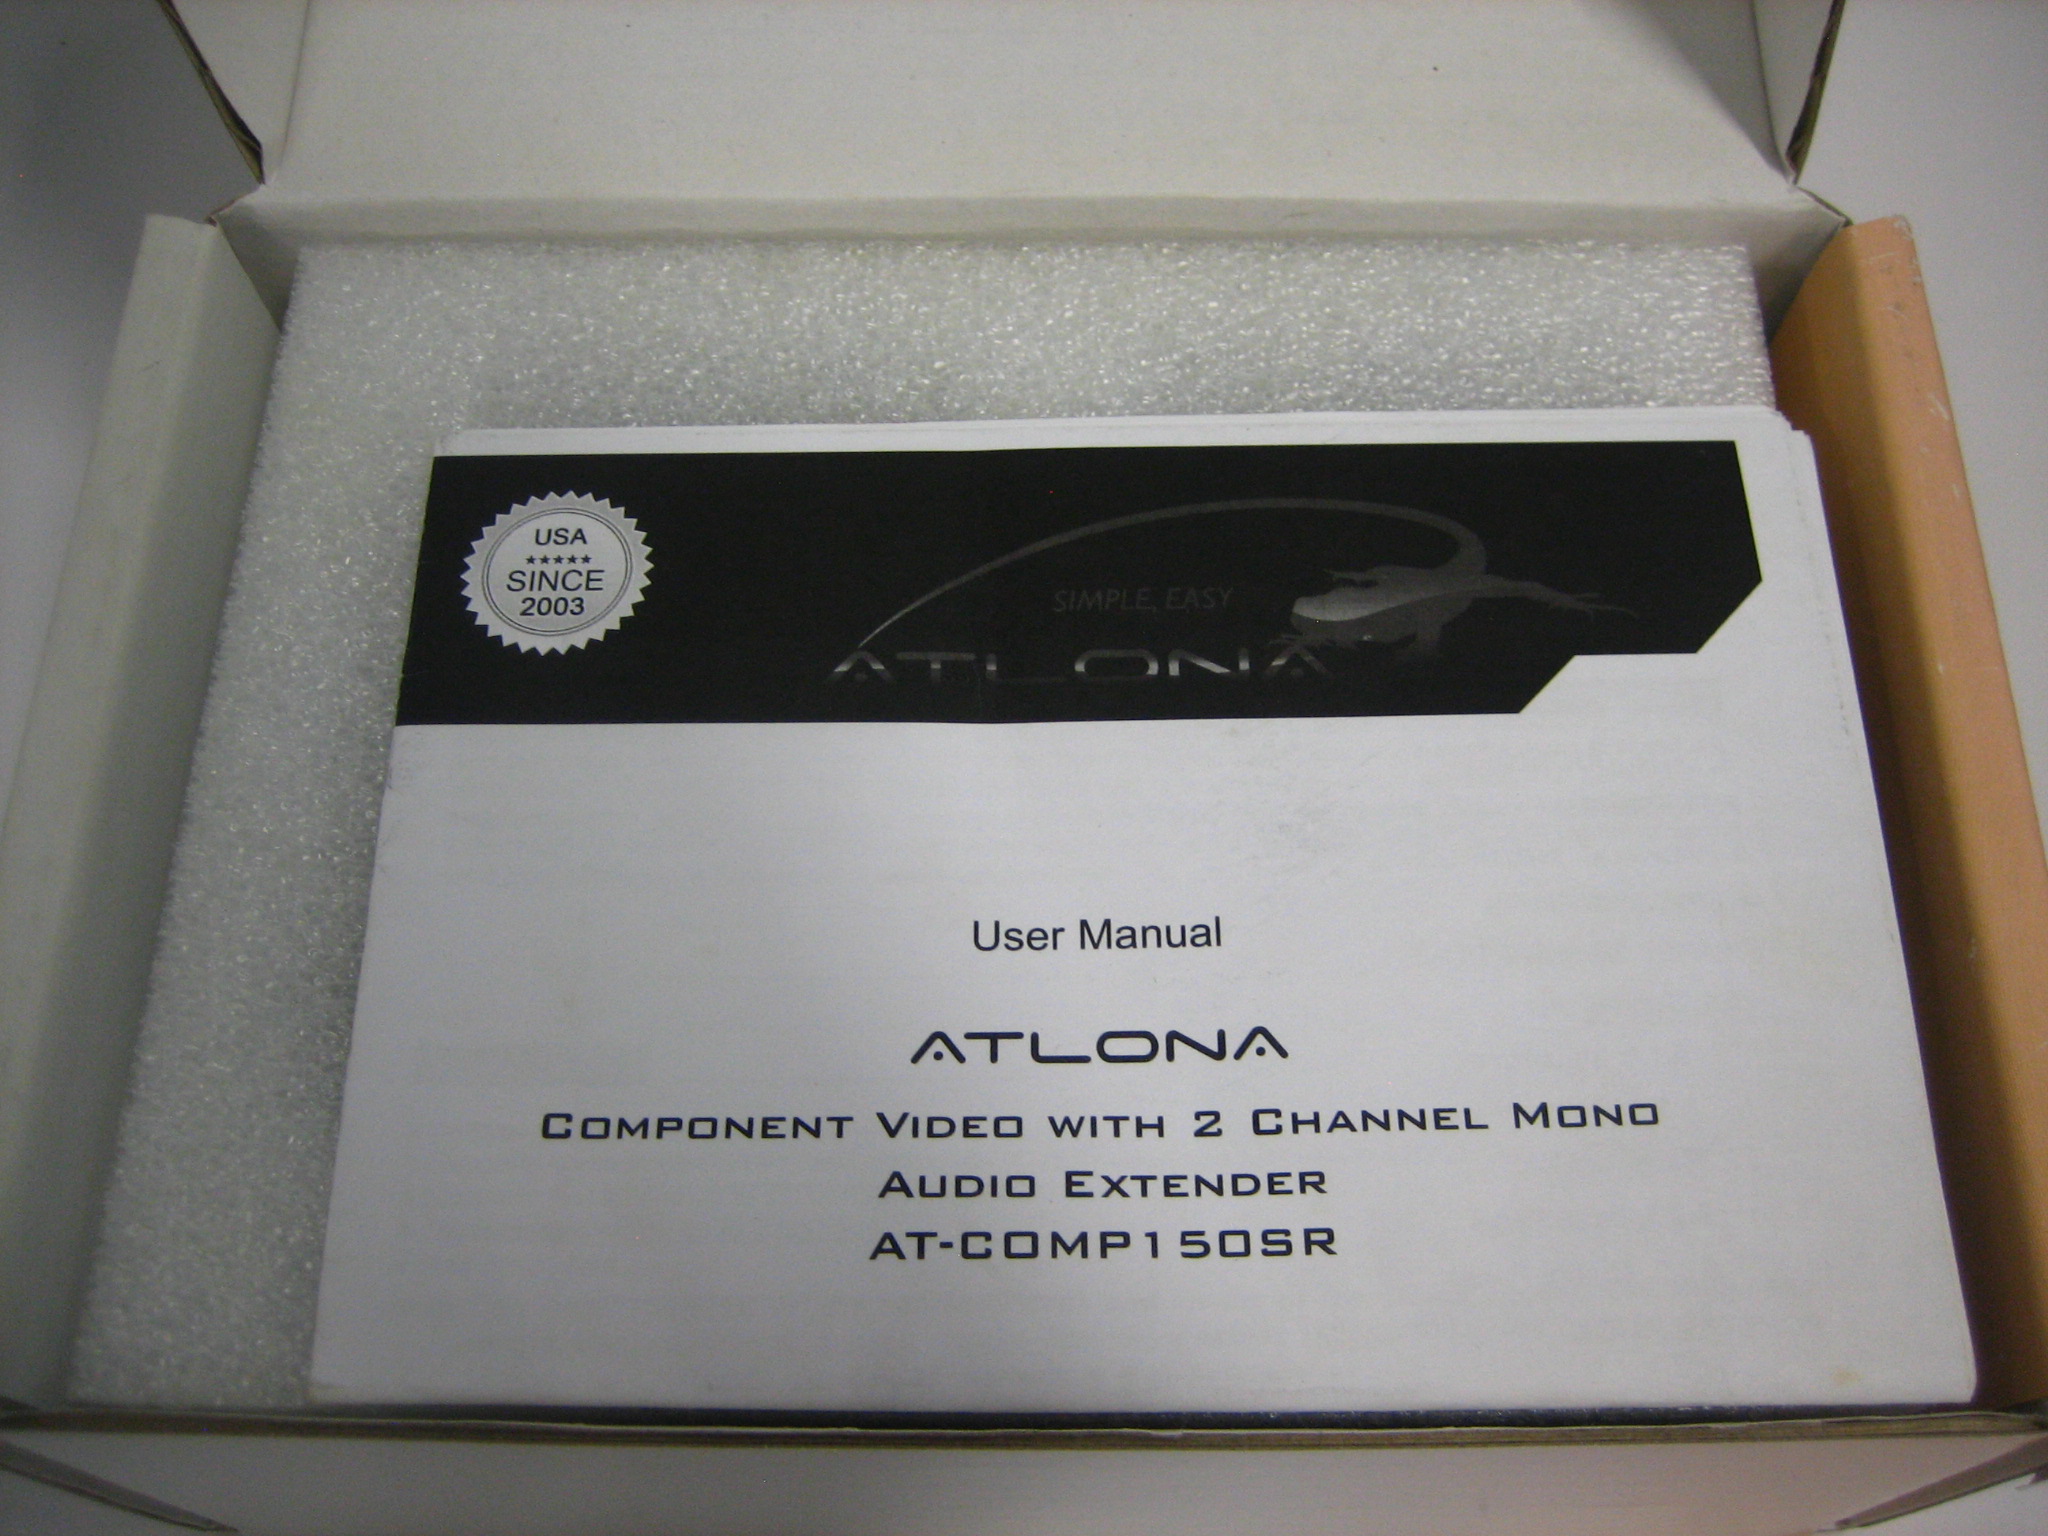 USA
SINCE
2003
SIMPLE, EASY
ATLONA
User Manual
ATLONA
COMPONENT VIDEO WITH 2 CHANNEL MONO
AUDIO EXTENDER
AT-COMP150SR